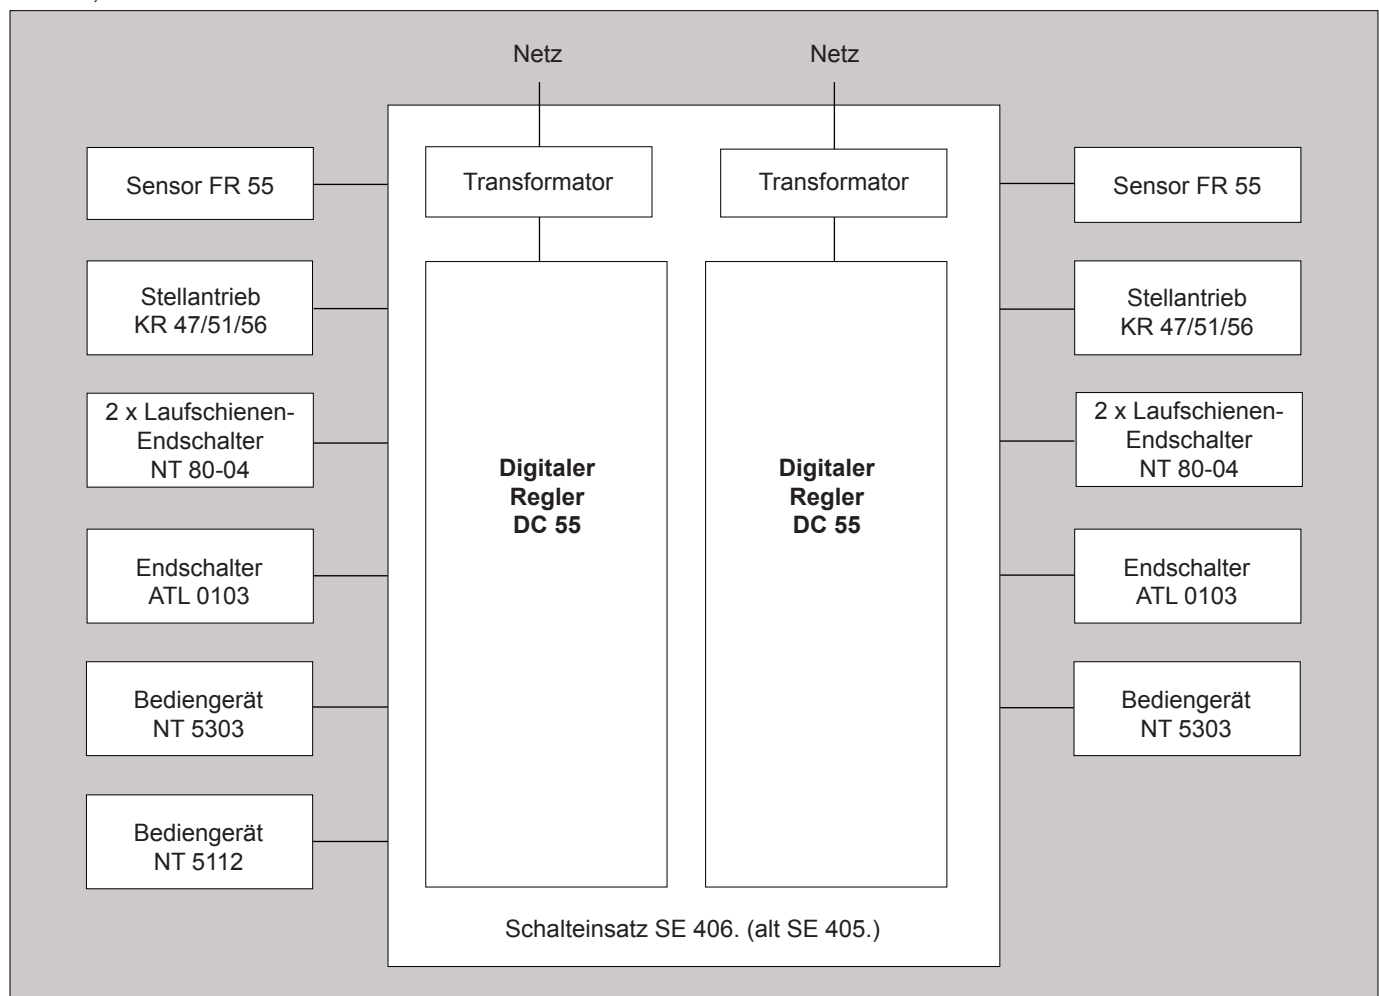 Netz
Netz
Sensor FR 55
Transformator
Transformator
Sensor FR 55
Stellantrieb
KR 47/51/56
Stellantrieb
KR 47/51/56
2 x Laufschienen-
Endschalter
NT 80-04
Digitaler
Regler
DC 55
Digitaler
Regler
DC 55
2 x Laufschienen-
Endschalter
NT 80-04
Endschalter
ATL 0103
Endschalter
ATL 0103
Bediengerät
NT 5303
Bediengerät
NT 5303
Bediengerät
NT 5112
Schalteinsatz SE 406. (alt SE 405.)